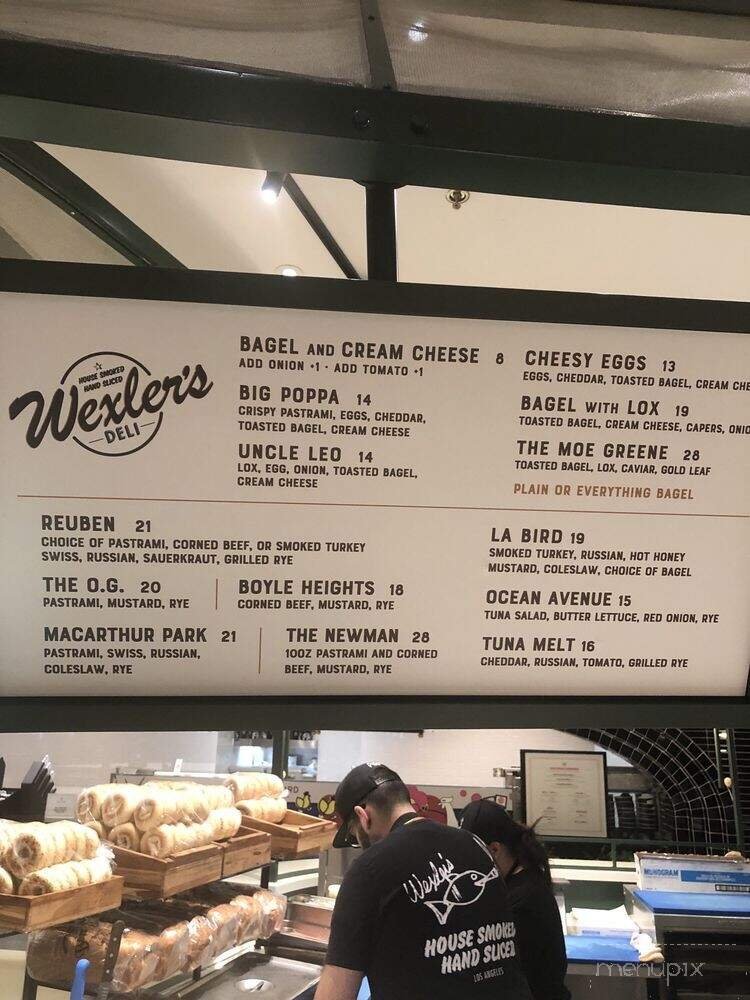 HOUSE SMOKED
HAND SLICED
Wexler's
DELI
BAGEL AND CREAM CHEESE 8
ADD ONION +1 · ADD TOMATO +1
BIG POPPA 14
CRISPY PASTRAMI, EGGS, CHEDDAR,
TOASTED BAGEL, CREAM CHEESE
UNCLE LEO 14
LOX, EGG, ONION, TOASTED BAGEL,
CREAM CHEESE
CHEESY EGGS 13
EGGS, CHEDDAR, TOASTED BAGEL, CREAM CHE
BAGEL WITH LOX 19
TOASTED BAGEL, CREAM CHEESE, CAPERS, ONIO
THE MOE GREENE 28
TOASTED BAGEL, LOX, CAVIAR, GOLD LEAF
PLAIN OR EVERYTHING BAGEL
REUBEN 21
CHOICE OF PASTRAMI, CORNED BEEF, OR SMOKED TURKEY
SWISS, RUSSIAN, SAUERKRAUT, GRILLED RYE
THE O.G. 20
PASTRAMI, MUSTARD, RYE
BOYLE HEIGHTS 18
CORNED BEEF, MUSTARD, RYE
MACARTHUR PARK 21
PASTRAMI, SWISS, RUSSIAN,
COLESLAW, RYE
THE NEWMAN 28
10OZ PASTRAMI AND CORNED
BEEF, MUSTARD, RYE
LA BIRD 19
SMOKED TURKEY, RUSSIAN, HOT HONEY
MUSTARD, COLESLAW, CHOICE OF BAGEL
OCEAN AVENUE 15
TUNA SALAD, BUTTER LETTUCE, RED ONION, RYE
TUNA MELT 16
CHEDDAR, RUSSIAN, TOMATO, GRILLED RYE
Wexler's
HOUSE SMOKED
HAND SLICED
LOS ANGELES
MONOGRAM
menupix